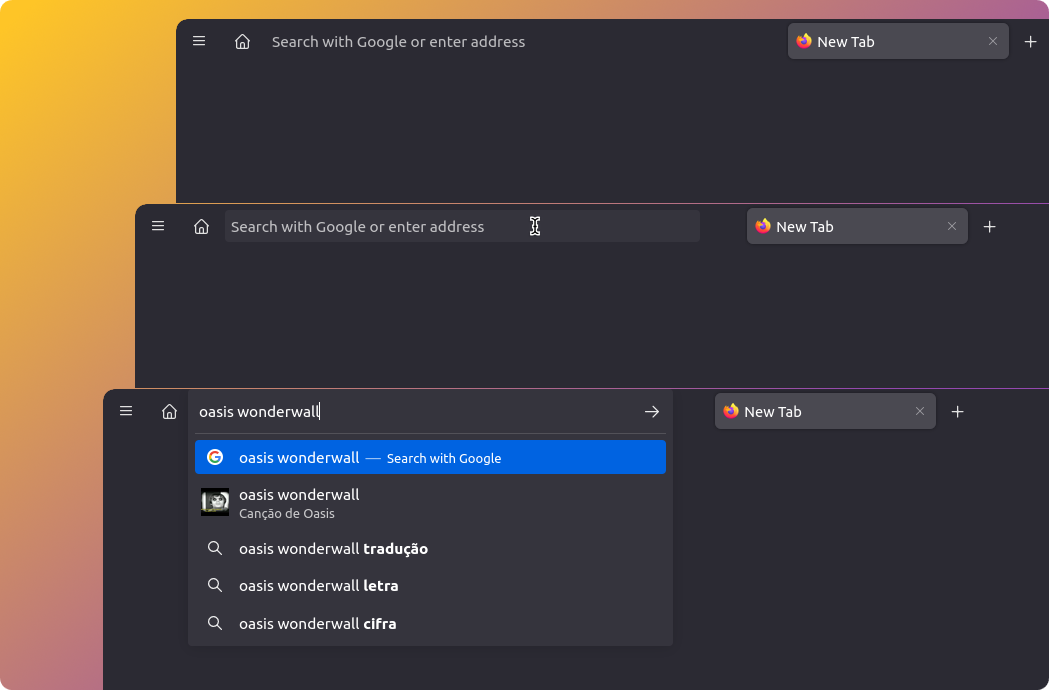 Search with Google or enter address
New Tab
Search with Google or enter address
New Tab
oasis wonderwall
New Tab
oasis wonderwall — Search with Google
oasis wonderwall
Canção de Oasis
oasis wonderwall tradução
oasis wonderwall letra
oasis wonderwall cifra